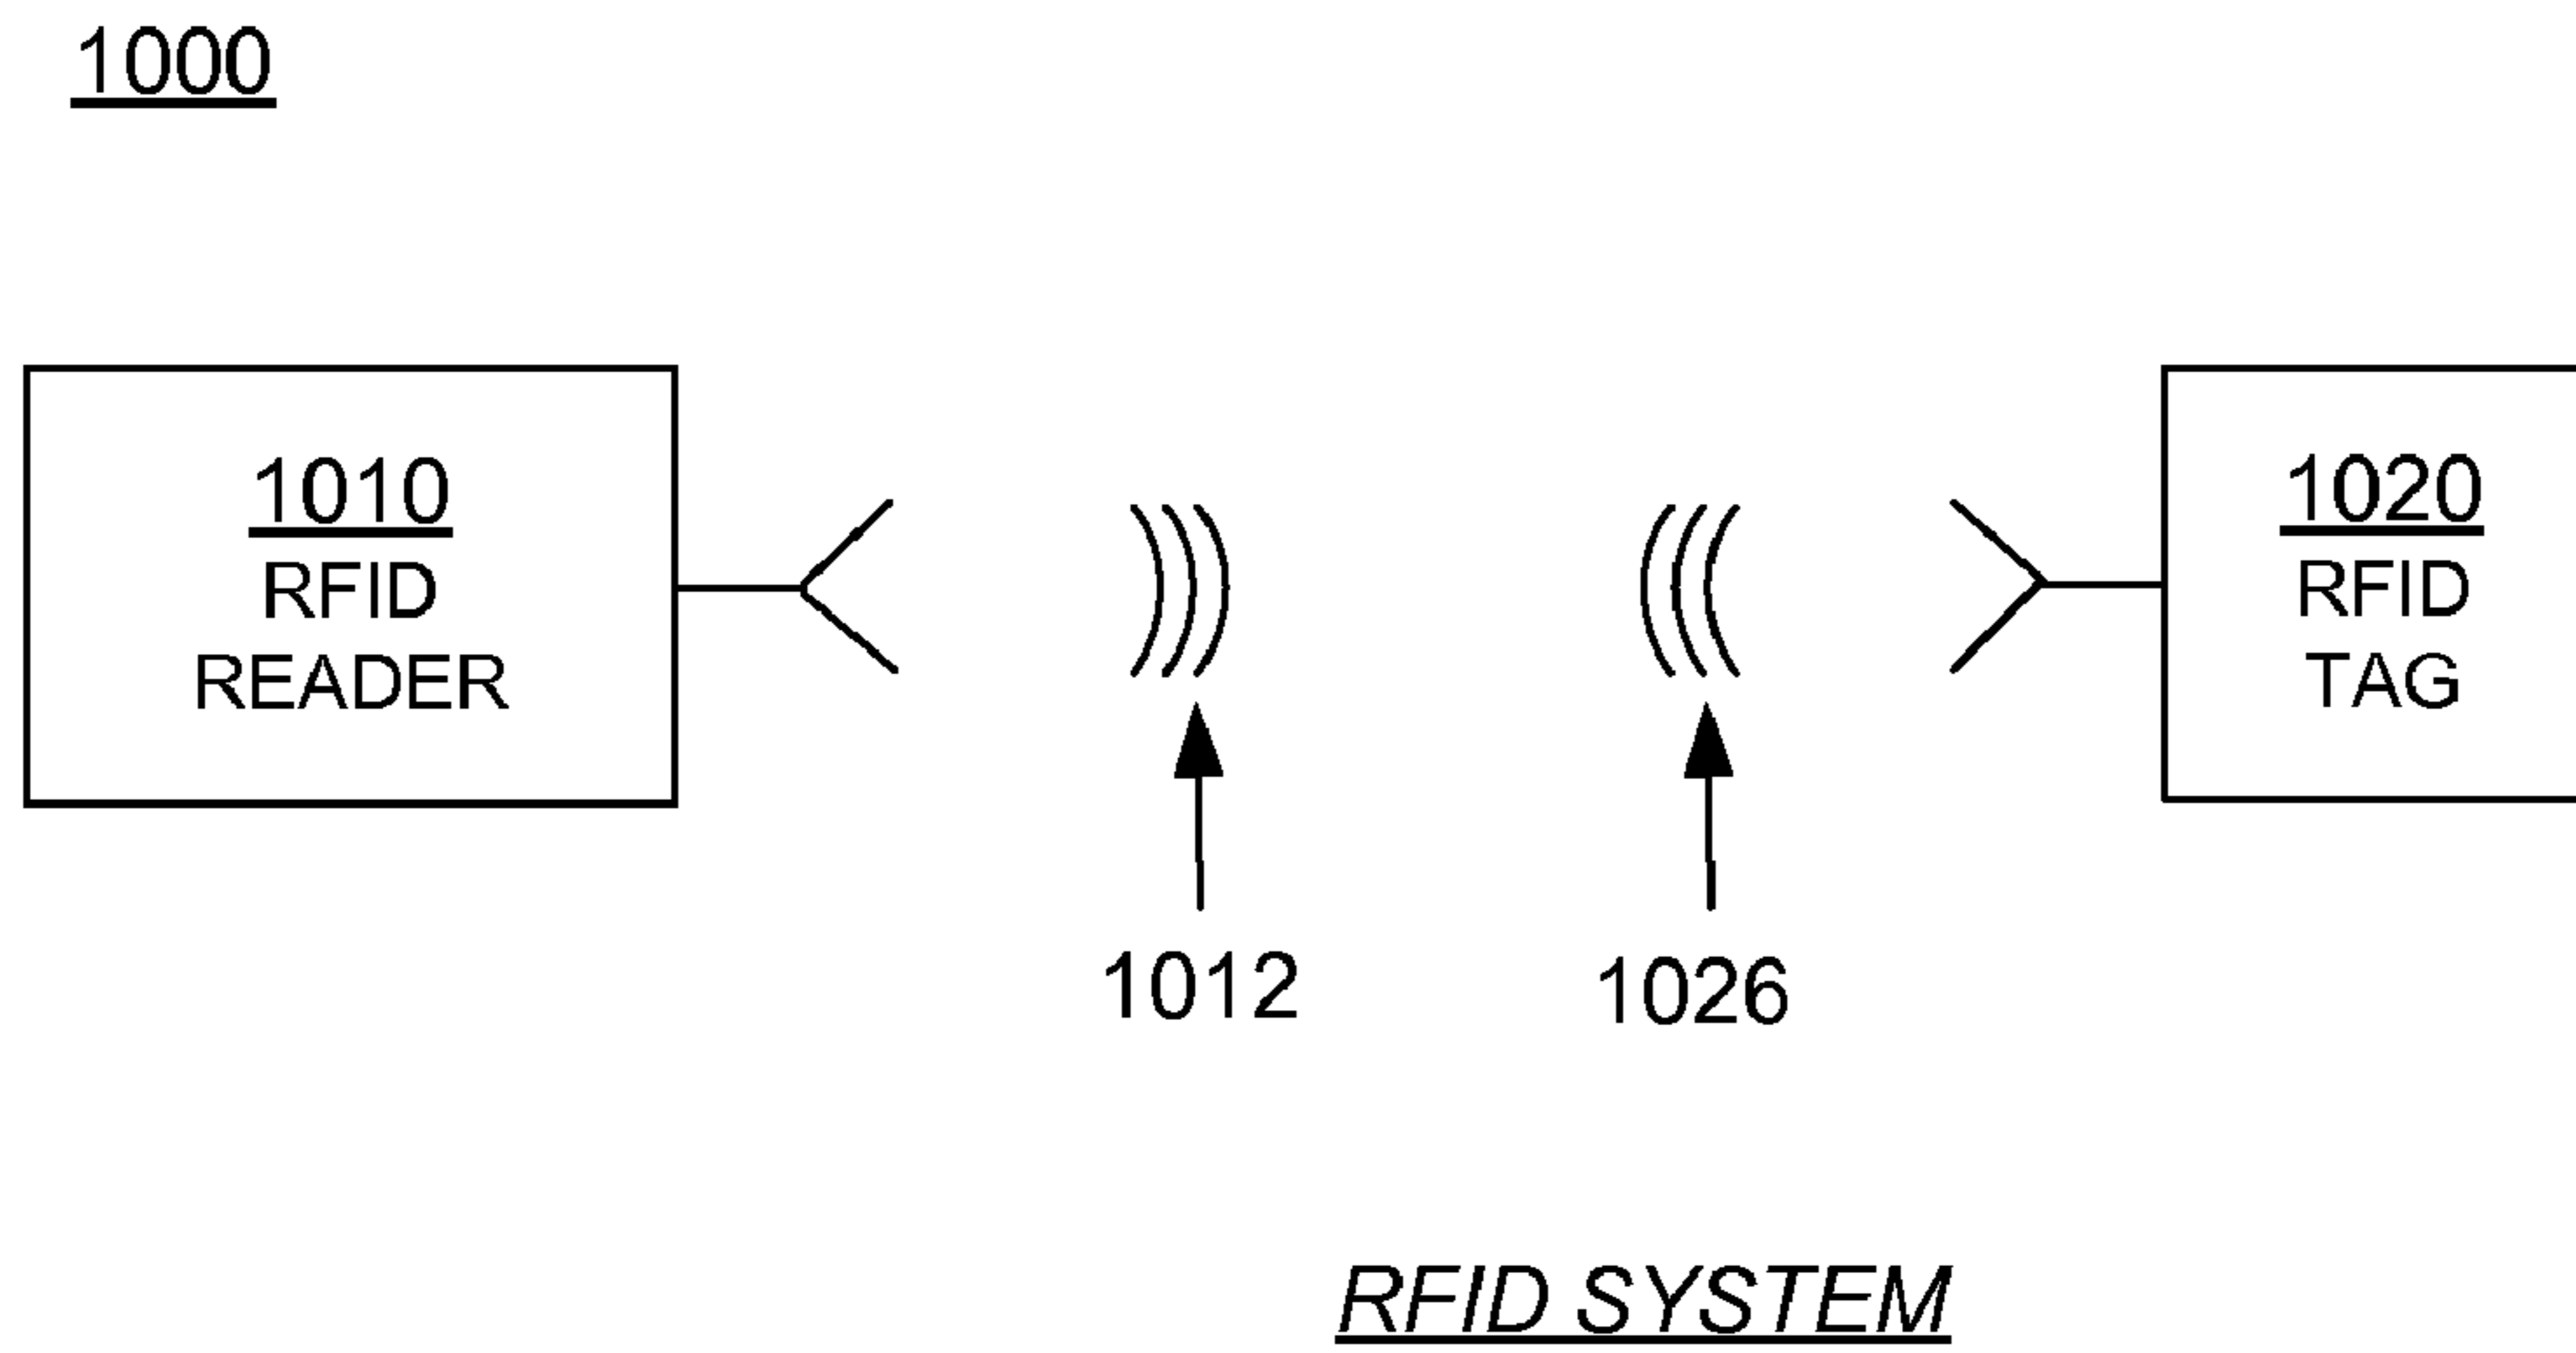 1000
1010
RFID
READER
1020
RFID
TAG
1012
1026
RFID SYSTEM